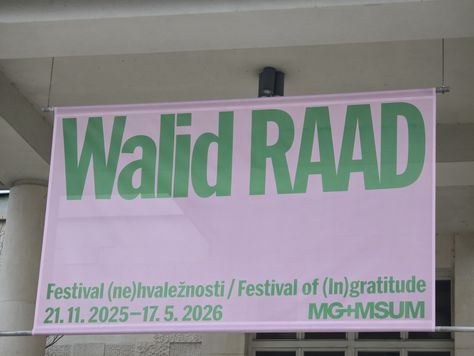 Walid RAAD
Festival (ne)hvaležnosti / Festival of (In)gratitude
21. 11. 2025–17. 5. 2026 MG+MSUM